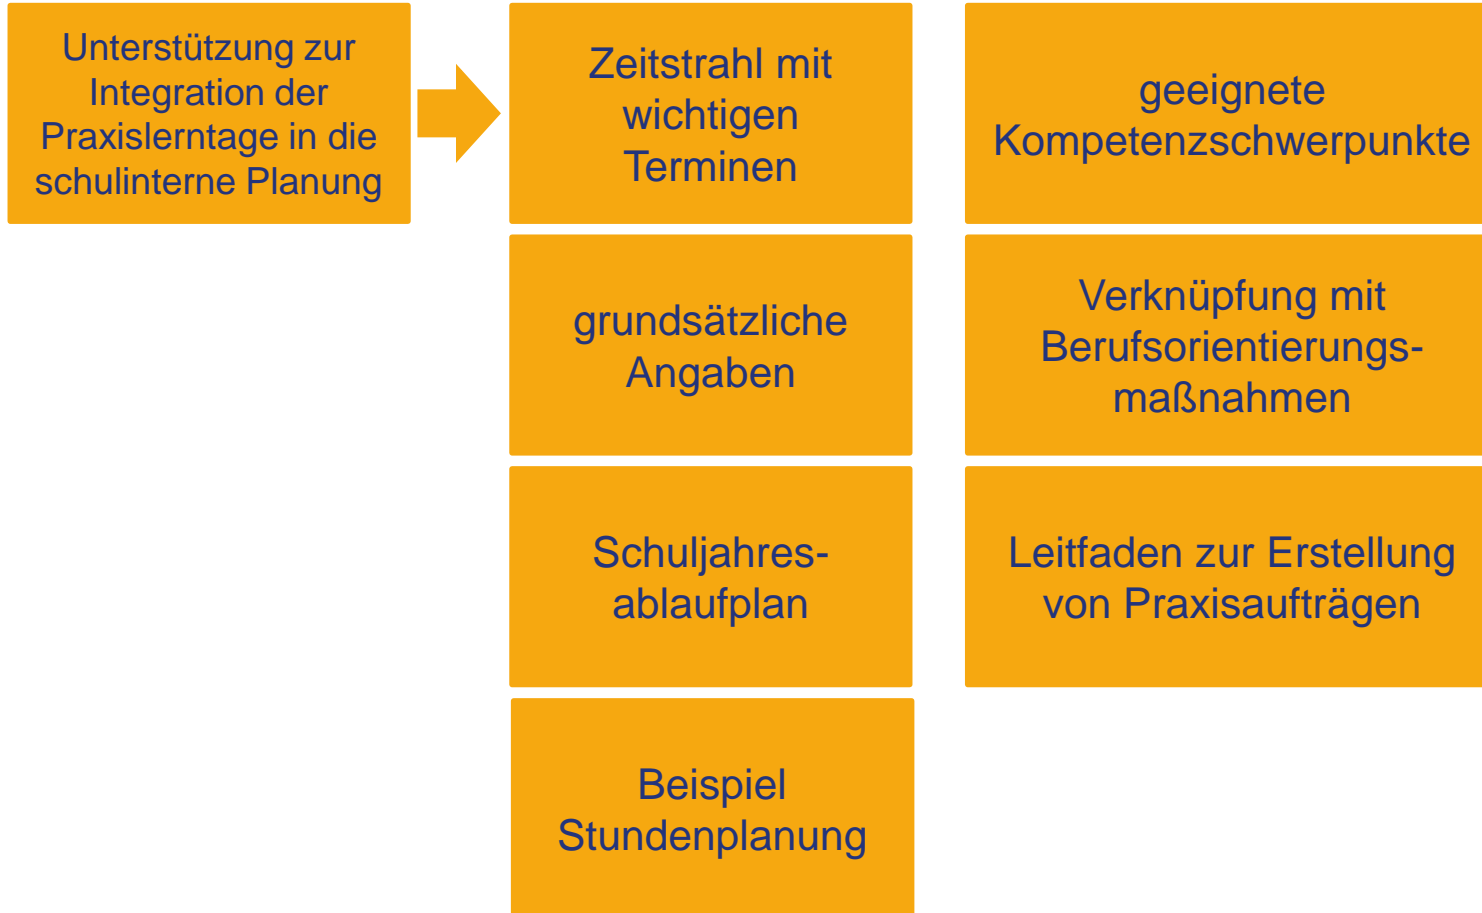 Unterstützung zur
Integration der
Praxislerntage in die
schulinterne Planung
Zeitstrahl mit
wichtigen
Terminen
grundsätzliche
Angaben
Schuljahres-
ablaufplan
Beispiel
Stundenplanung
geeignete
Kompetenzschwerpunkte
Verknüpfung mit
Berufsorientierungs-
maßnahmen
Leitfaden zur Erstellung
von Praxisaufträgen